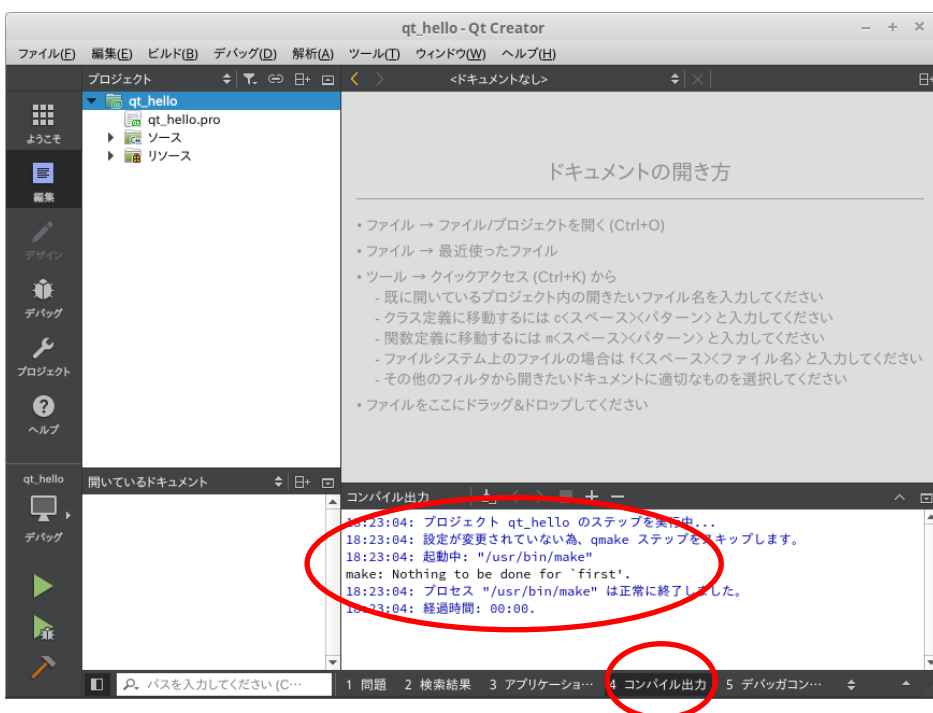 qt_hello - Qt Creator
ファイル(F) 編集(E) ビルド(B) デバッグ(D) 解析(A) ツール(T) ウィンドウ(W) ヘルプ(H)
プロジェクト
<ドキュメントなし>
ようこそ
編集
デザイン
デバッグ
プロジェクト
ヘルプ
qt_hello
デバッグ
qt_hello
qt_hello.pro
ソース
リソース
ドキュメントの開き方
• ファイル → ファイル/プロジェクトを開く (Ctrl+O)
• ファイル → 最近使ったファイル
• ツール → クイックアクセス (Ctrl+K) から
- 既に開いているプロジェクト内の開きたいファイル名を入力してください
- クラス定義に移動するには c<スペース><パターン> と入力してください
- 関数定義に移動するには m<スペース><パターン> と入力してください
- ファイルシステム上のファイルの場合は f<スペース><ファイル名> と入力してください
- その他のフィルタから開きたいドキュメントに適切なものを選択してください
• ファイルをここにドラッグ&ドロップしてください
開いているドキュメント
コンパイル出力
18:23:04: プロジェクト qt_hello のステップを実行中...
18:23:04: 設定が変更されていない為、qmake ステップをスキップします。
18:23:04: 起動中: "/usr/bin/make"
make: Nothing to be done for `first'.
18:23:04: プロセス "/usr/bin/make" は正常に終了しました。
18:23:04: 経過時間: 00:00.
パスを入力してください (C…
1 問題 2 検索結果 3 アプリケーショ… 4 コンパイル出力 5 デバッガコン…